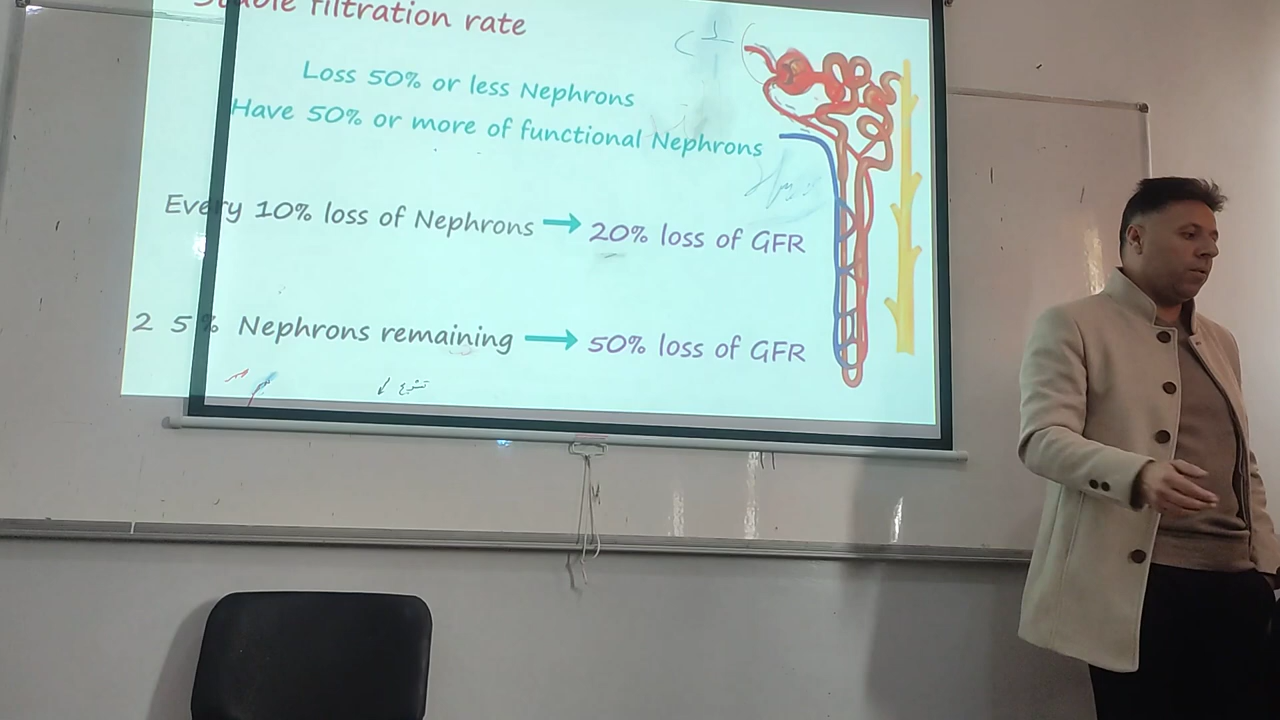 Stable filtration rate
Loss 50% or less Nephrons
Have 50% or more of functional Nephrons
Every 10% loss of Nephrons → 20% loss of GFR
2 5% Nephrons remaining → 50% loss of GFR